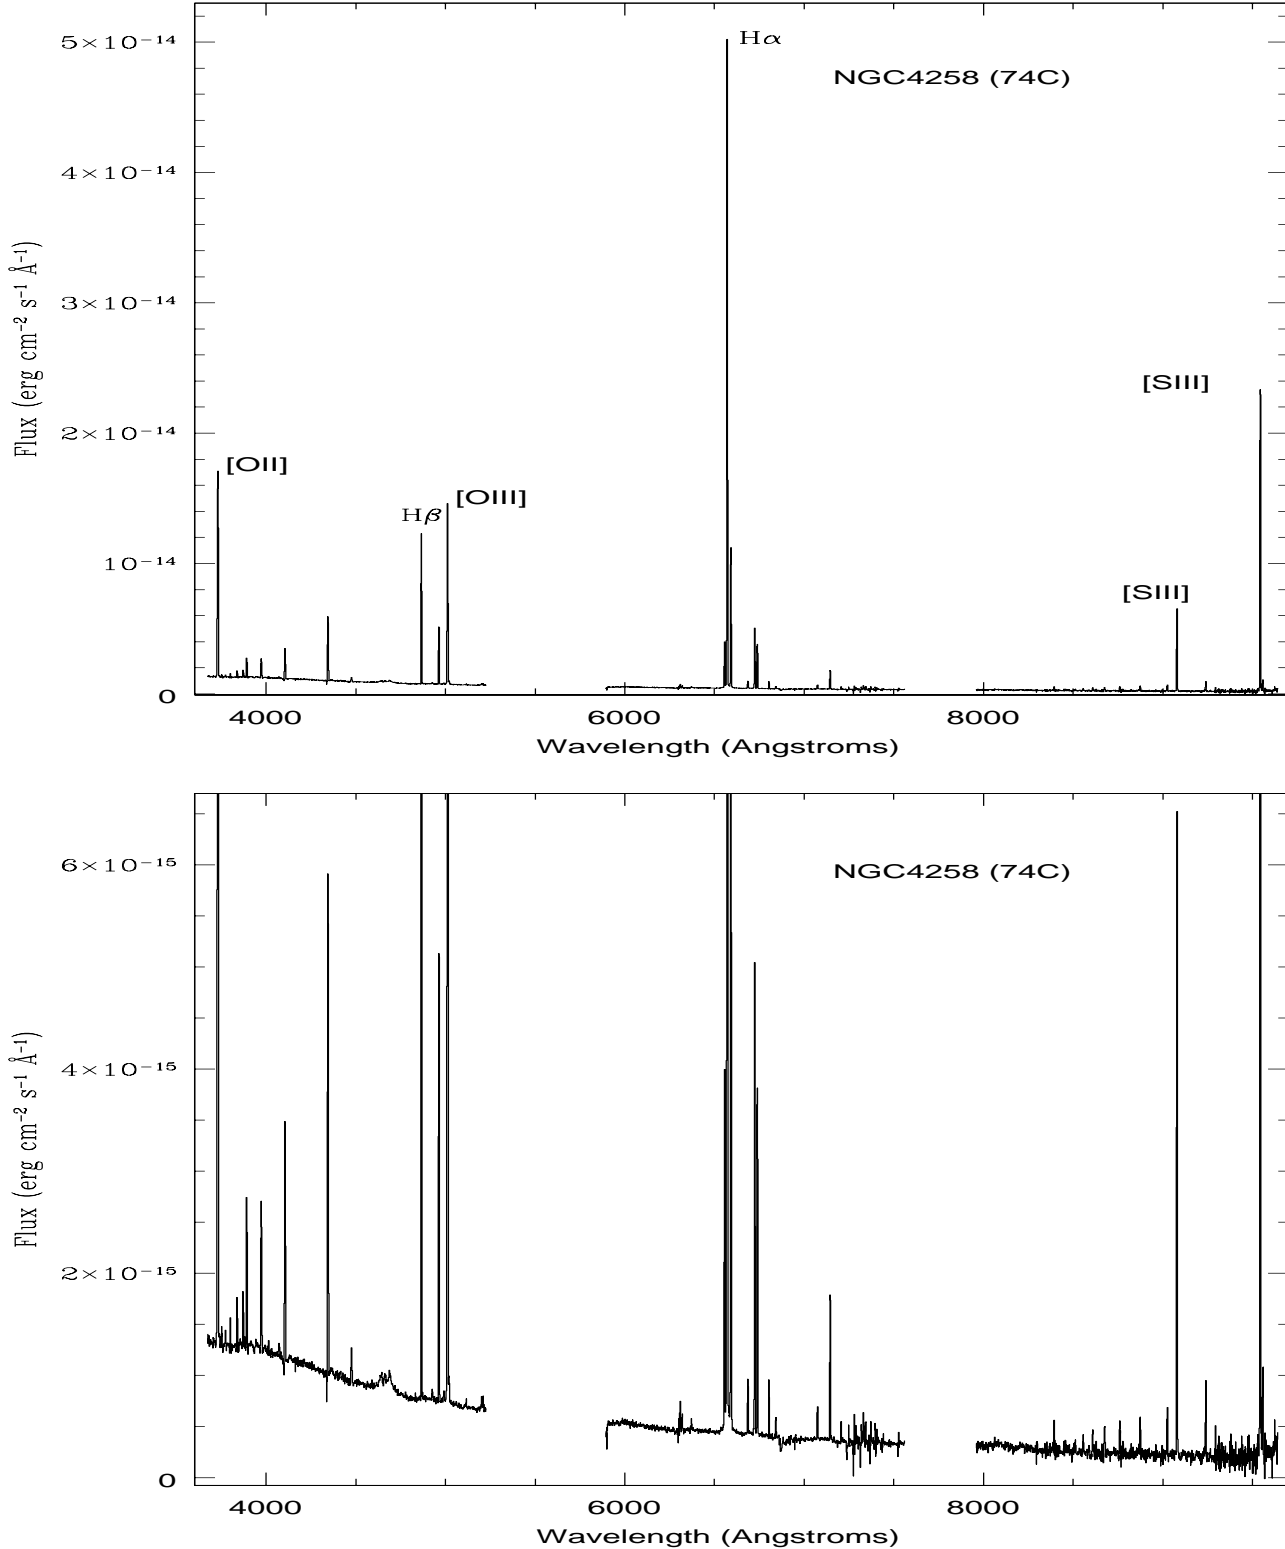 5×10⁻¹⁴
Hα
NGC4258 (74C)
4×10⁻¹⁴
3×10⁻¹⁴
[SIII]
2×10⁻¹⁴
[OII]
[OIII]
Hβ
10⁻¹⁴
[SIII]
0
4000 6000 8000
Wavelength (Angstroms)
Flux (erg cm⁻² s⁻¹ Å⁻¹)
6×10⁻¹⁵
NGC4258 (74C)
4×10⁻¹⁵
2×10⁻¹⁵
0
4000 6000 8000
Wavelength (Angstroms)
Flux (erg cm⁻² s⁻¹ Å⁻¹)